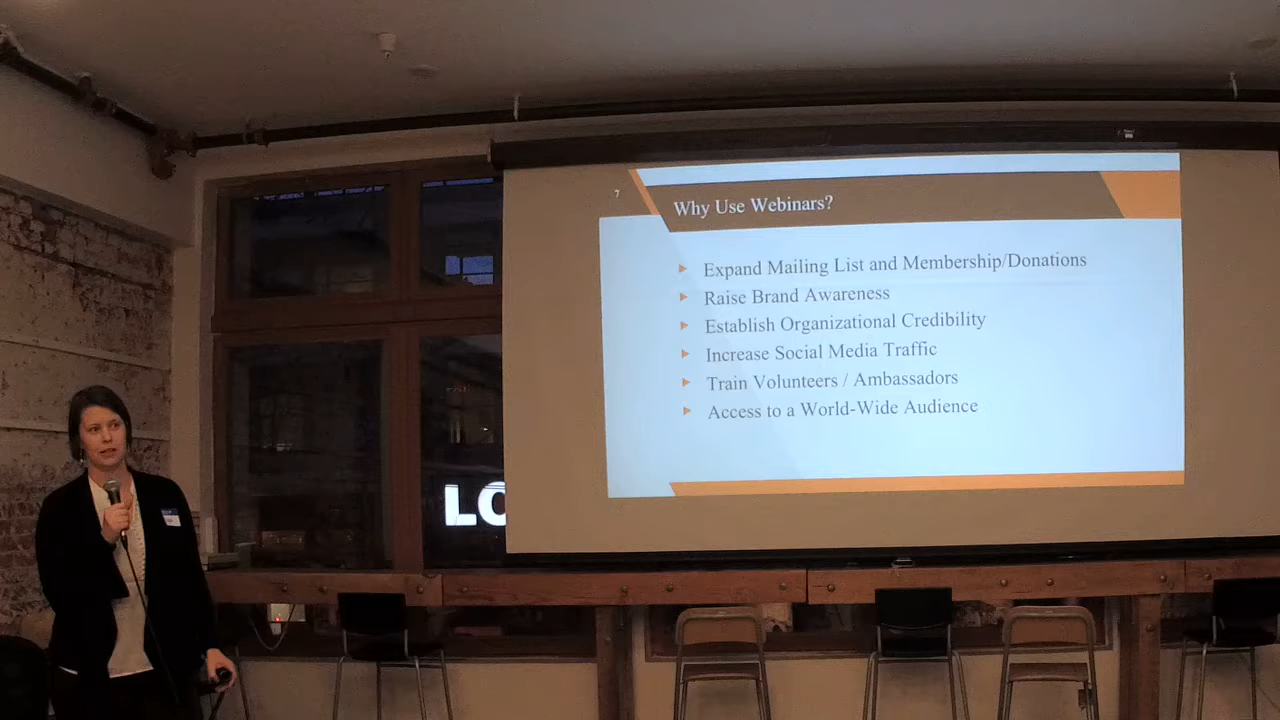 7
Why Use Webinars?
Expand Mailing List and Membership/Donations
Raise Brand Awareness
Establish Organizational Credibility
Increase Social Media Traffic
Train Volunteers / Ambassadors
Access to a World-Wide Audience
LO